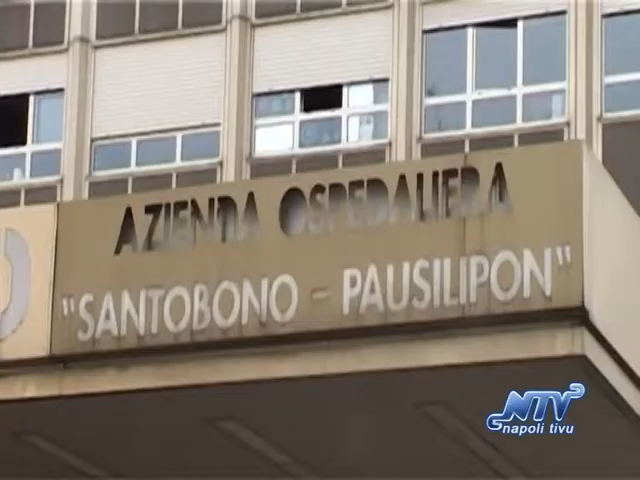 AZIENDA OSPEDALIERA
"SANTOBONO - PAUSILIPON"
NTV
napoli tivu